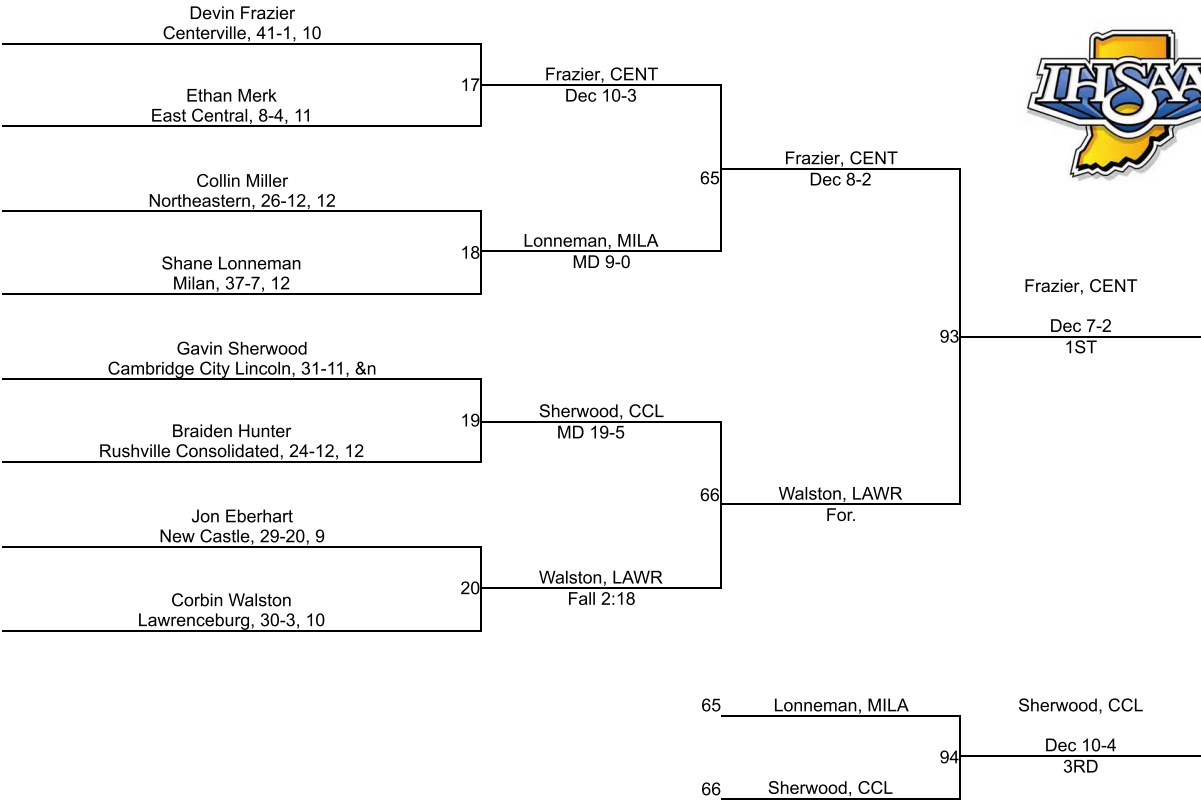 Devin Frazier
Centerville, 41-1, 10
17
Ethan Merk
East Central, 8-4, 11
Frazier, CENT
Dec 10-3
Collin Miller
Northeastern, 26-12, 12
18
Shane Lonneman
Milan, 37-7, 12
Lonneman, MILA
MD 9-0
65
Frazier, CENT
Dec 8-2
Gavin Sherwood
Cambridge City Lincoln, 31-11, &n
19
Braiden Hunter
Rushville Consolidated, 24-12, 12
Sherwood, CCL
MD 19-5
Jon Eberhart
New Castle, 29-20, 9
20
Corbin Walston
Lawrenceburg, 30-3, 10
Walston, LAWR
Fall 2:18
66
Walston, LAWR
For.
93
Frazier, CENT
Dec 7-2
1ST
IHSAA
65
Lonneman, MILA
66
Sherwood, CCL
94
Sherwood, CCL
Dec 10-4
3RD